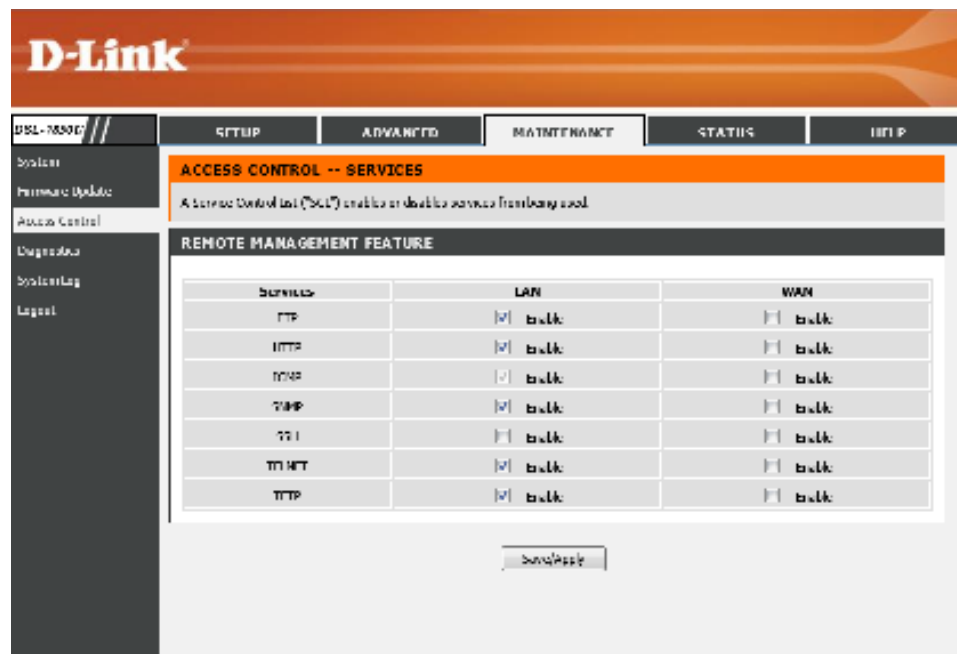 D-Link
SETUP ADVANCED MAINTENANCE STATUS HELP
System
Firmware Update
Access Control
Diagnostics
System Log
Logout
ACCESS CONTROL -- SERVICES
A Service Control List ("SCL") enables or disables services from being used.
REMOTE MANAGEMENT FEATURE
Services LAN WAN
FTP Enable Enable
HTTP Enable Enable
ICMP Enable Enable
SNMP Enable Enable
SSH Enable Enable
TELNET Enable Enable
TFTP Enable Enable
Save/Apply